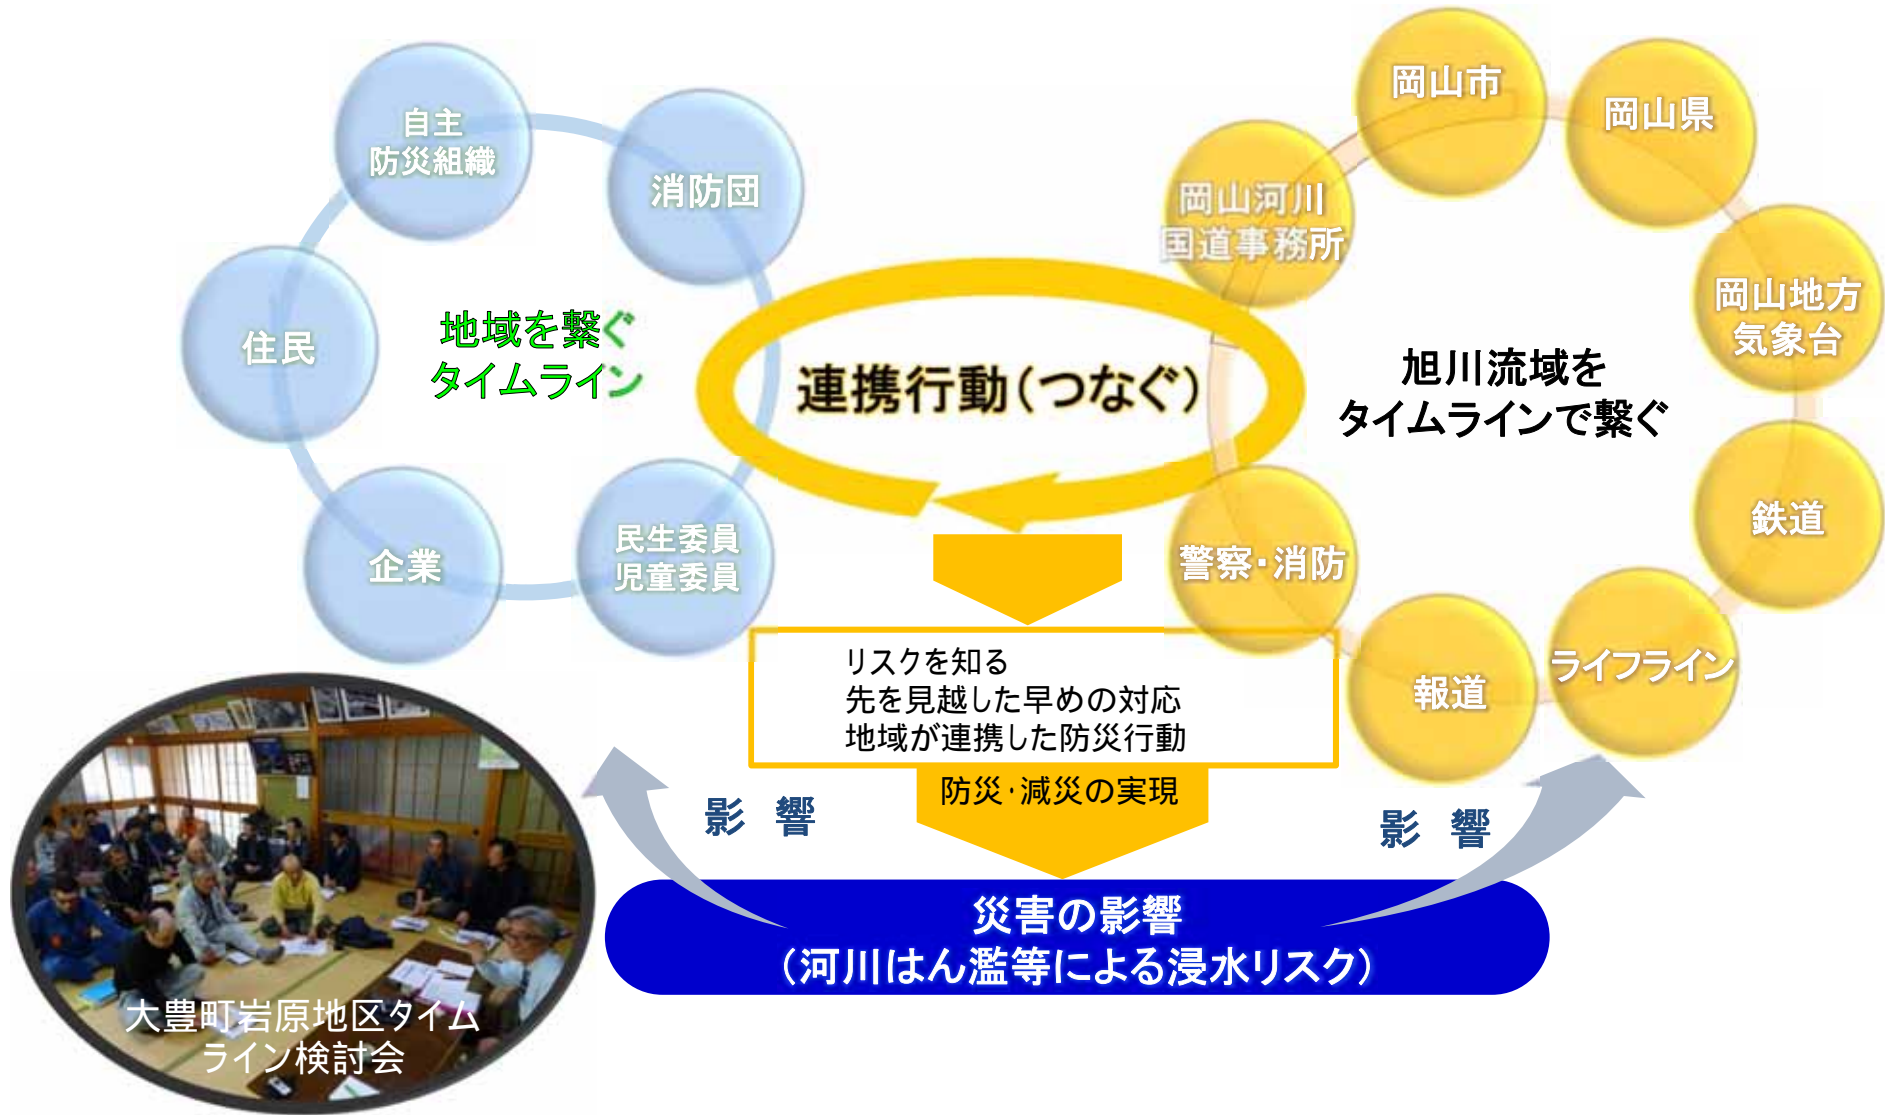 自主
防災組織
消防団
住民
企業
民生委員
児童委員
地域を繋ぐ
タイムライン
連携行動(つなぐ)
岡山市
岡山県
岡山河川
国道事務所
岡山地方
気象台
旭川流域を
タイムラインで繋ぐ
鉄道
警察・消防
ライフライン
報道
リスクを知る
先を見越した早めの対応
地域が連携した防災行動
防災・減災の実現
影 響
影 響
災害の影響
(河川はん濫等による浸水リスク)
大豊町岩原地区タイム
ライン検討会